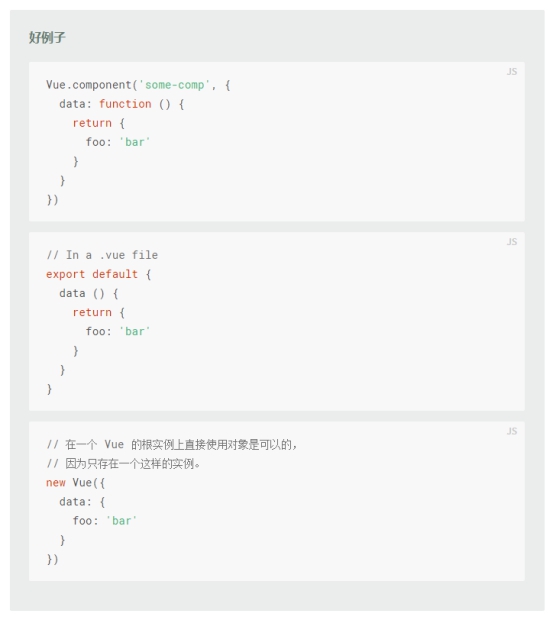 好例子
JS
Vue.component('some-comp', {
  data: function () {
    return {
      foo: 'bar'
    }
  }
})
JS
// In a .vue file
export default {
  data () {
    return {
      foo: 'bar'
    }
  }
}
JS
// 在一个 Vue 的根实例上直接使用对象是可以的，
// 因为只存在一个这样的实例。
new Vue({
  data: {
    foo: 'bar'
  }
})